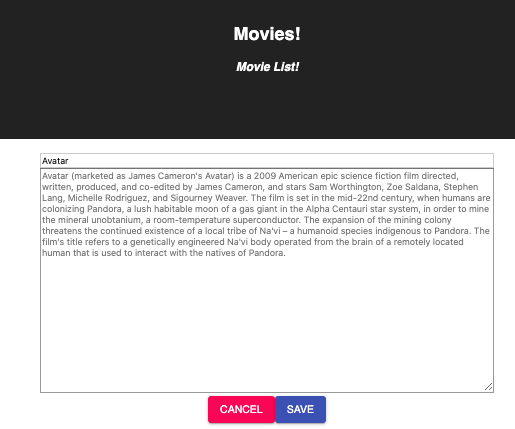 Movies!
Movie List!
Avatar
Avatar (marketed as James Cameron's Avatar) is a 2009 American epic science fiction film directed,
written, produced, and co-edited by James Cameron, and stars Sam Worthington, Zoe Saldana, Stephen
Lang, Michelle Rodriguez, and Sigourney Weaver. The film is set in the mid-22nd century, when humans are
colonizing Pandora, a lush habitable moon of a gas giant in the Alpha Centauri star system, in order to mine
the mineral unobtanium, a room-temperature superconductor. The expansion of the mining colony
threatens the continued existence of a local tribe of Na'vi – a humanoid species indigenous to Pandora. The
film's title refers to a genetically engineered Na'vi body operated from the brain of a remotely located
human that is used to interact with the natives of Pandora.
CANCEL SAVE